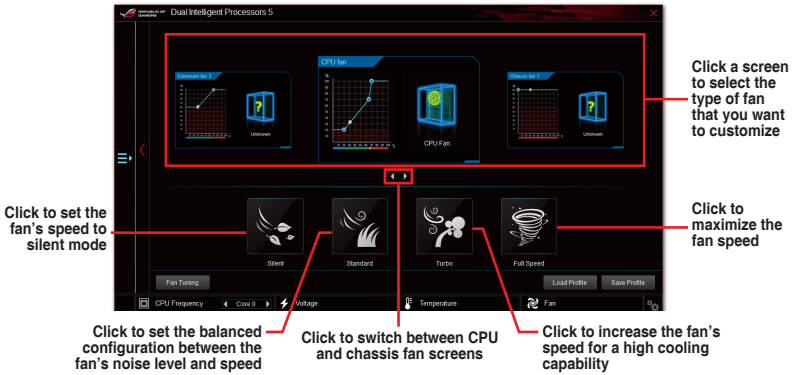 REPUBLIC OF
GAMERS
Dual Intelligent Processors 5
Extension fan 3
Unknown
CPU fan
CPU Fan
Chassis fan 1
Unknown
Click a screen
to select the
type of fan
that you want
to customize
Click to set the
fan's speed to
silent mode
Silent
Standard
Turbo
Full Speed
Click to
maximize the
fan speed
Fan Tuning
Load Profile
Save Profile
CPU Frequency
Core 0
Voltage
Temperature
Fan
Click to set the balanced
configuration between the
fan's noise level and speed
Click to switch between CPU
and chassis fan screens
Click to increase the fan's
speed for a high cooling
capability